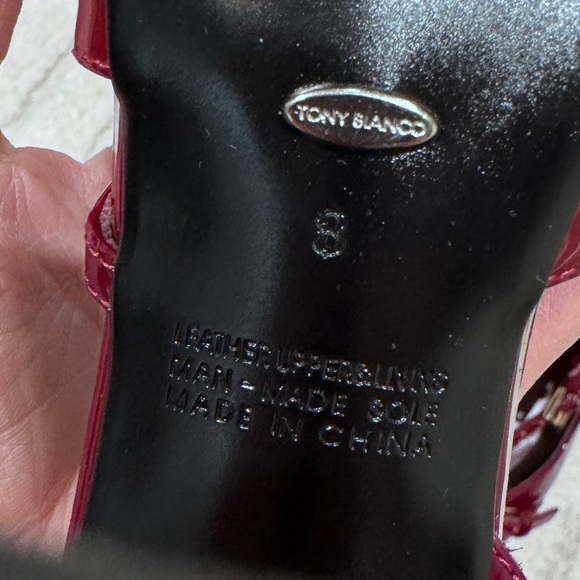 TONY BIANCO
8
LEATHER UPPER&LINING
MAN-MADE SOLE
MADE IN CHINA